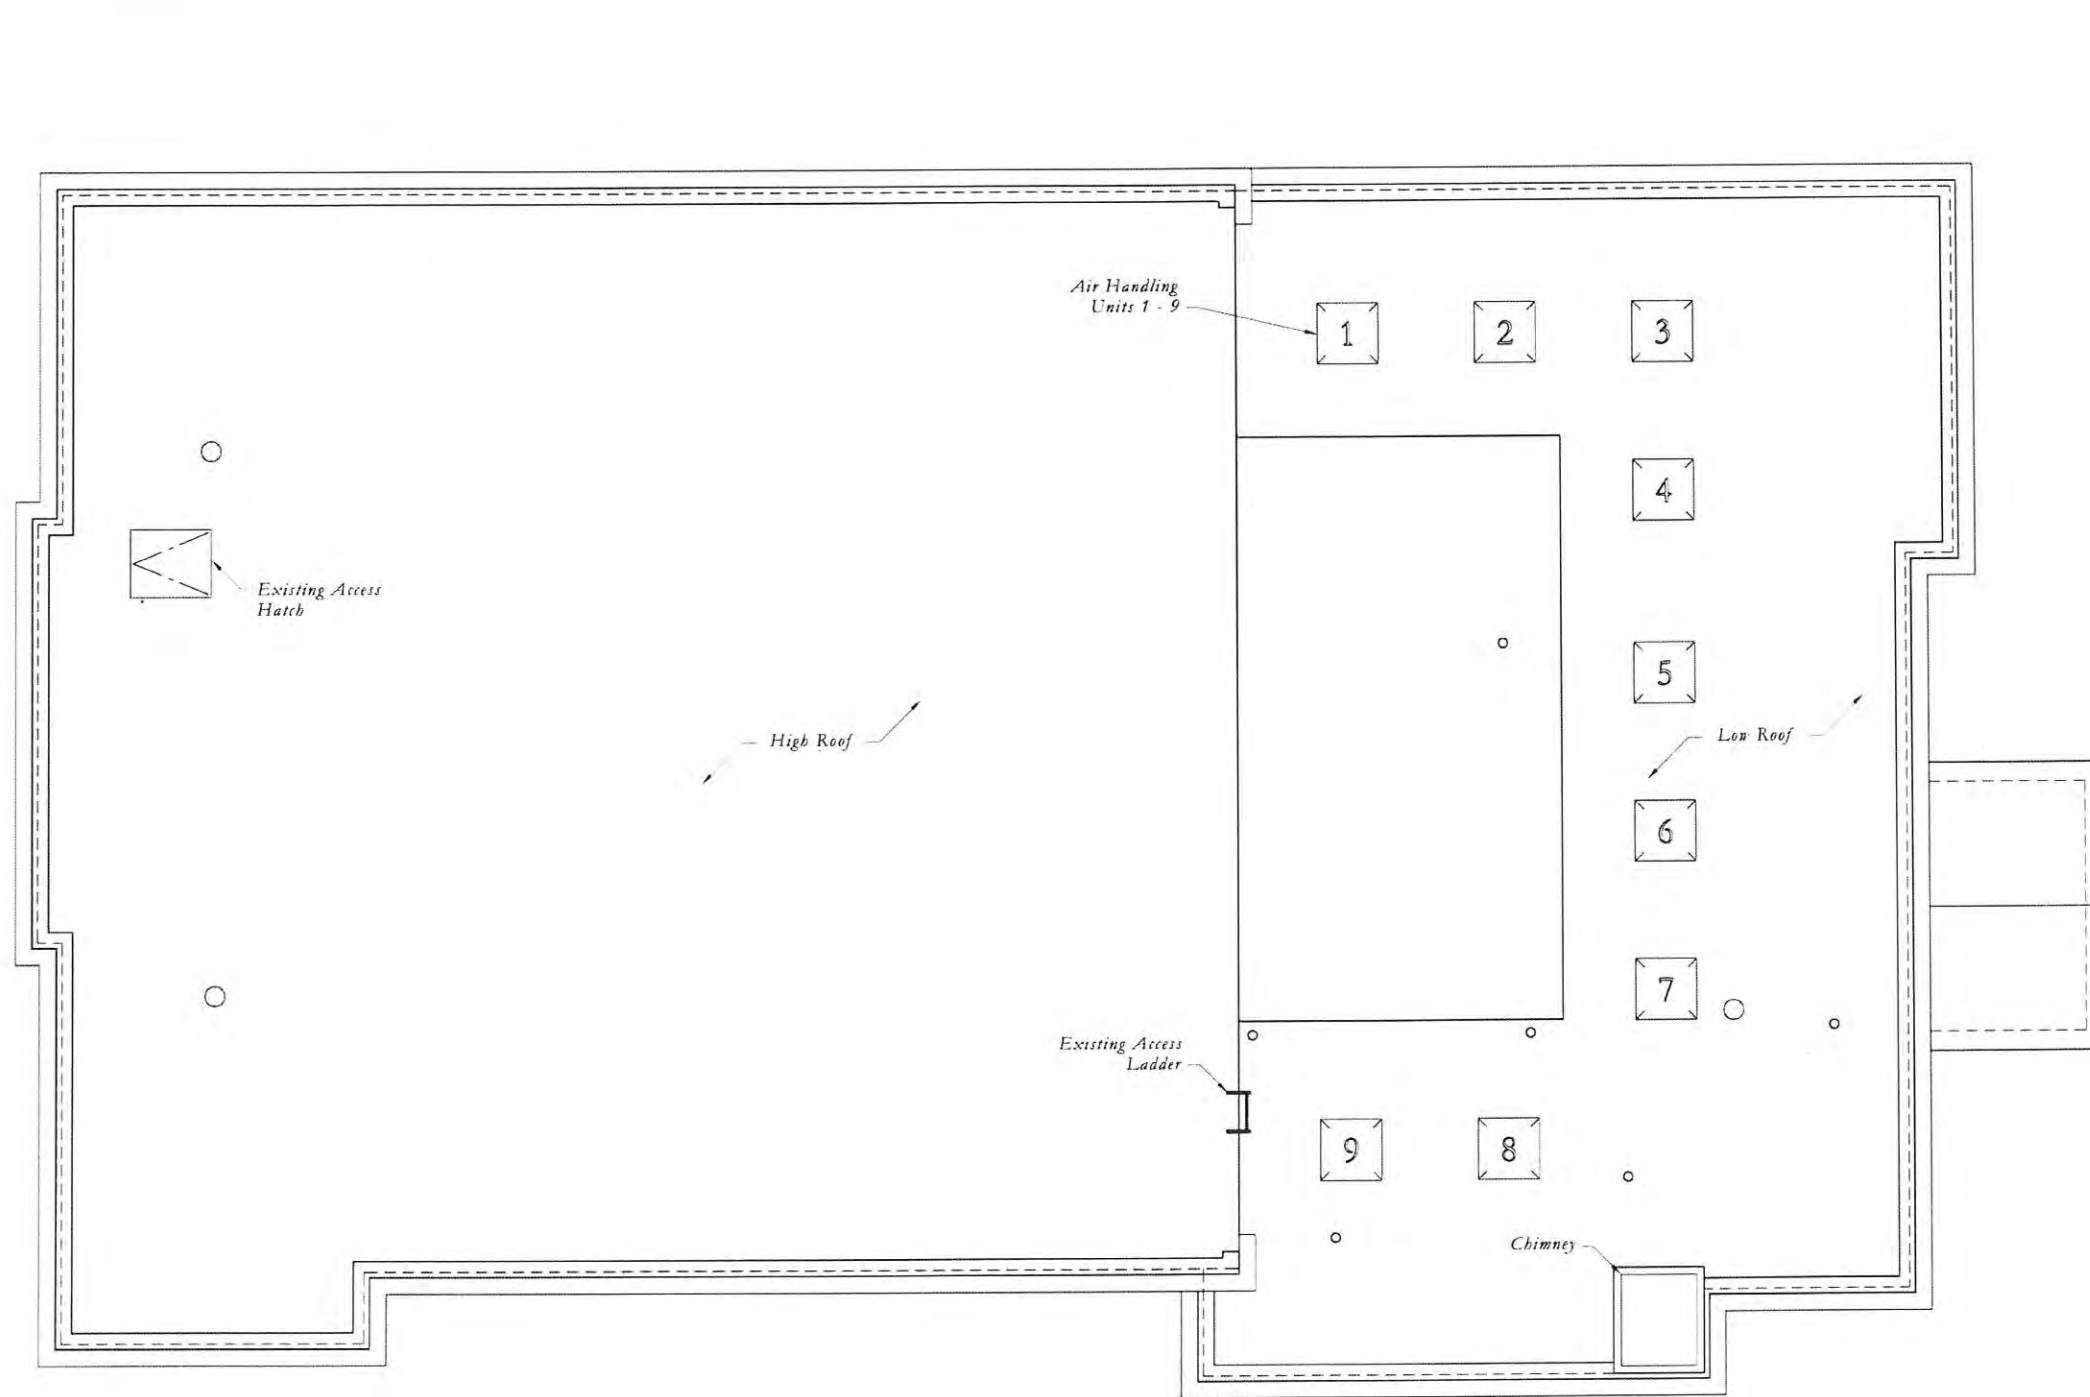 Air Handling
Units 1 - 9
1
2
3
4
Existing Access
Hatch
5
High Roof
Low Roof
6
7
Existing Access
Ladder
9
8
Chimney